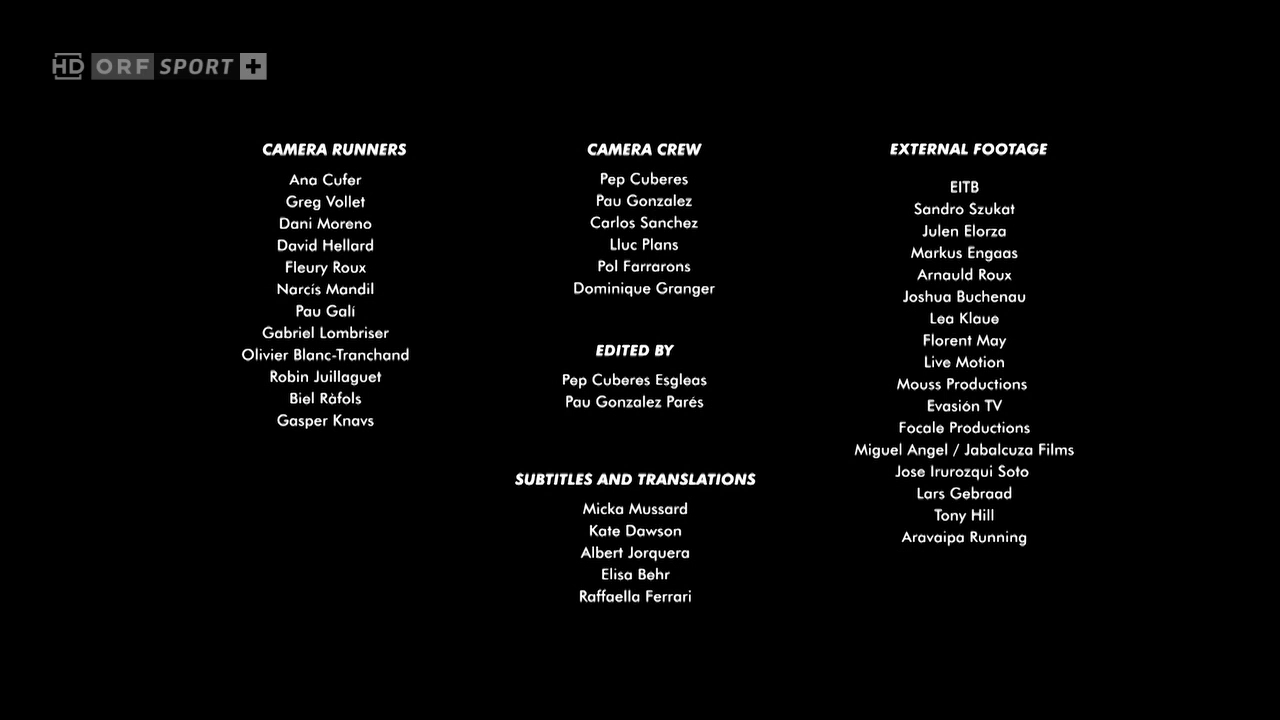 HD ORF SPORT +
CAMERA RUNNERS
Ana Cufer
Greg Vollet
Dani Moreno
David Hellard
Fleury Roux
Narcís Mandil
Pau Galí
Gabriel Lombriser
Olivier Blanc-Tranchand
Robin Juillaguet
Biel Ràfols
Gasper Knavs
CAMERA CREW
Pep Cuberes
Pau Gonzalez
Carlos Sanchez
Lluc Plans
Pol Farrarons
Dominique Granger
EDITED BY
Pep Cuberes Esgleas
Pau Gonzalez Parés
SUBTITLES AND TRANSLATIONS
Micka Mussard
Kate Dawson
Albert Jorquera
Elisa Behr
Raffaella Ferrari
EXTERNAL FOOTAGE
EITB
Sandro Szukat
Julen Elorza
Markus Engaas
Arnauld Roux
Joshua Buchenau
Lea Klaue
Florent May
Live Motion
Mouss Productions
Evasión TV
Focale Productions
Miguel Angel / Jabalcuza Films
Jose Irurozqui Soto
Lars Gebraad
Tony Hill
Aravaipa Running